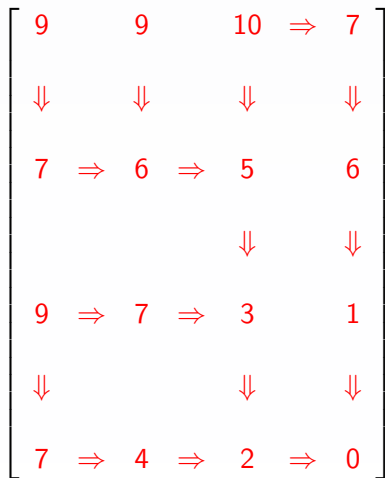 9 9 10 ⇒ 7
⇓ ⇓ ⇓ ⇓
7 ⇒ 6 ⇒ 5 6
⇓ ⇓
9 ⇒ 7 ⇒ 3 1
⇓ ⇓ ⇓
7 ⇒ 4 ⇒ 2 ⇒ 0